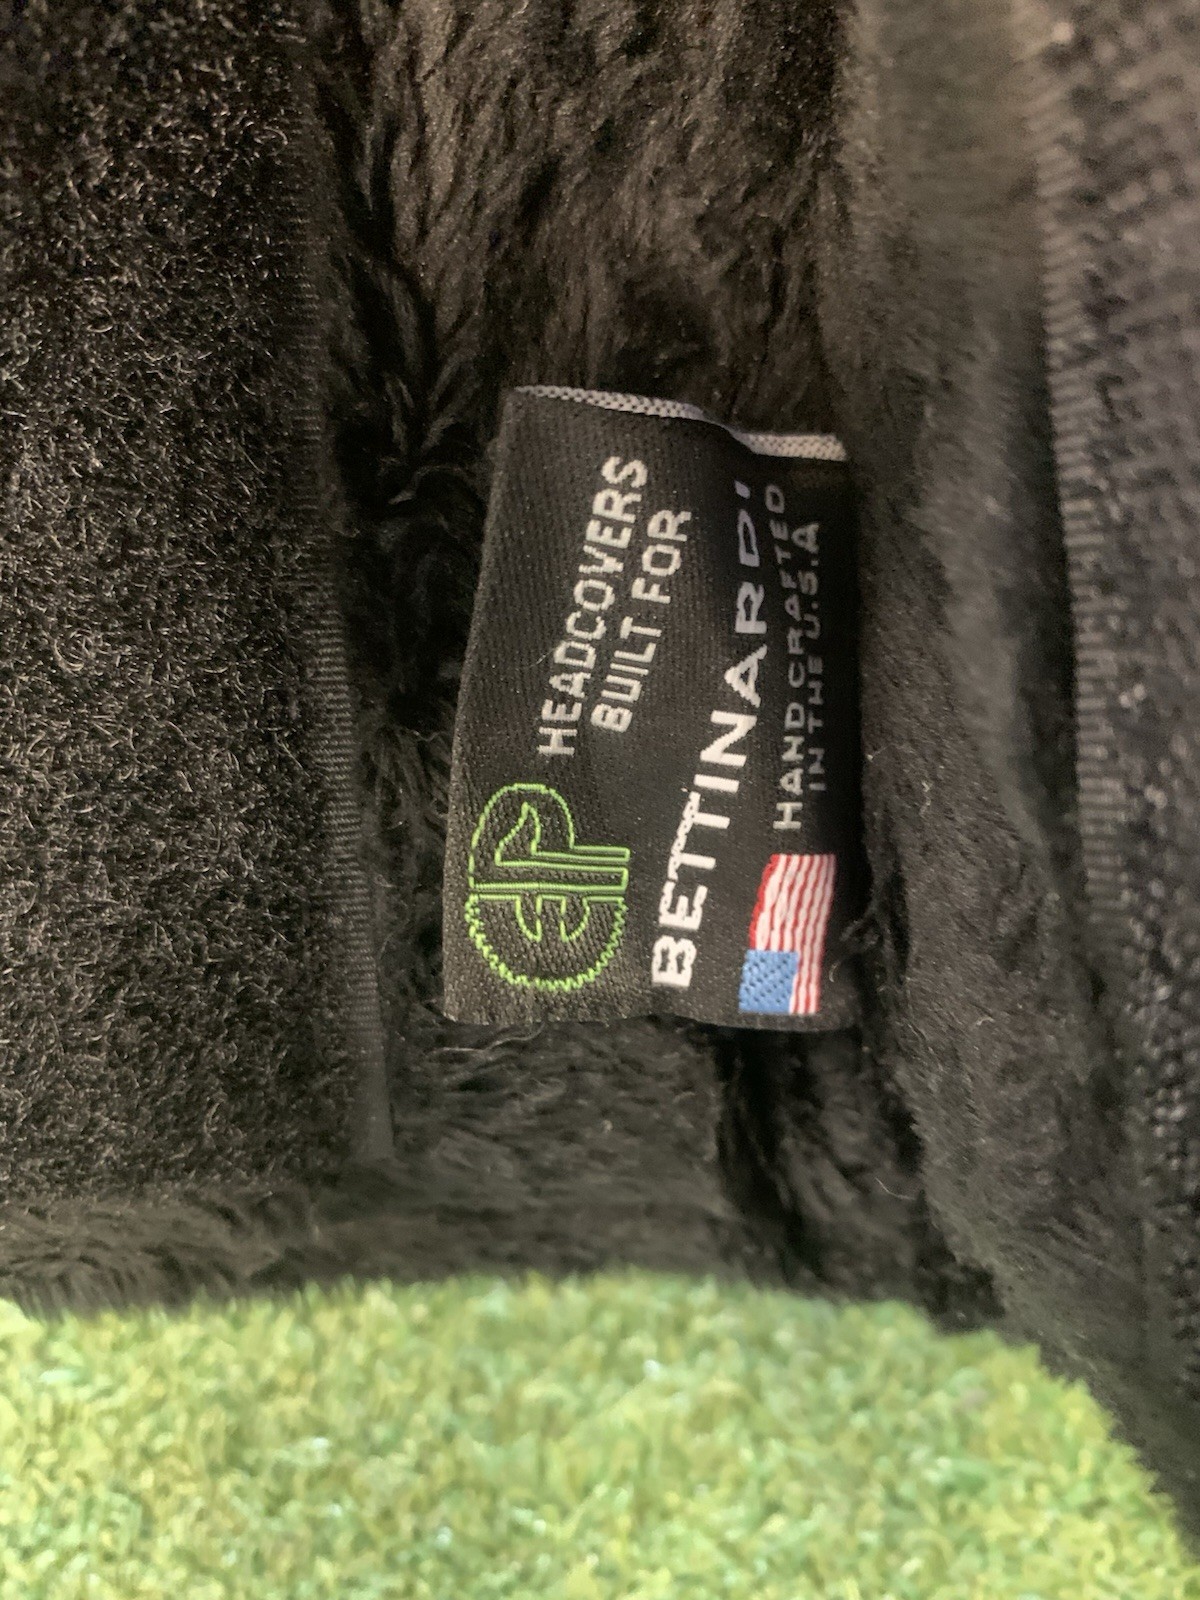 HEADCOVERS
BUILT FOR
BETTINARDI
HANDCRAFTED
IN THE U.S.A